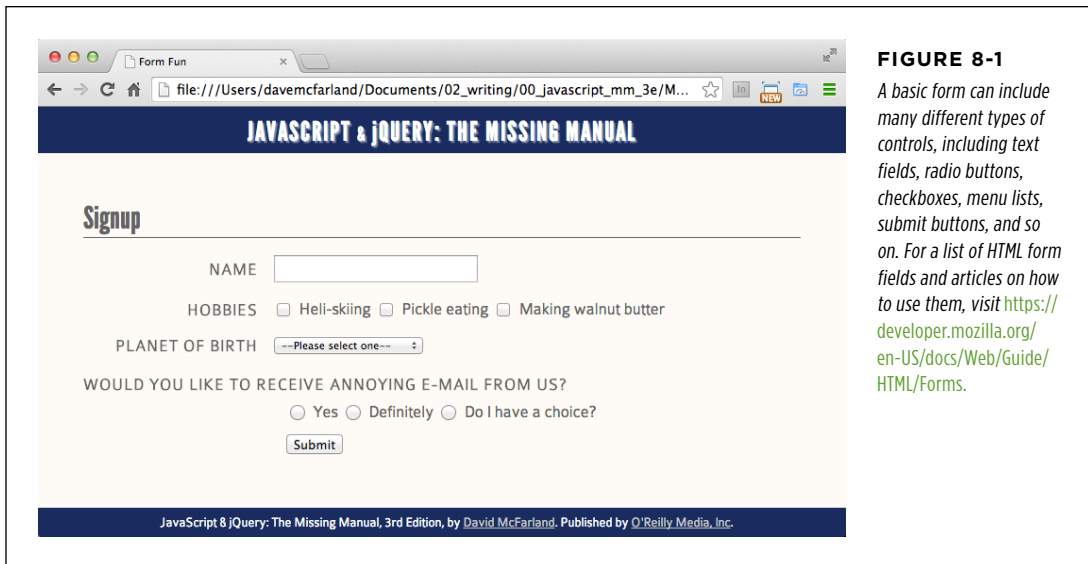 Form Fun
file:///Users/davemcfarland/Documents/02_writing/00_javascript_mm_3e/M...
NEW
JAVASCRIPT & jQUERY: THE MISSING MANUAL
Signup
NAME
HOBBIES Heli-skiing Pickle eating Making walnut butter
PLANET OF BIRTH --Please select one--
WOULD YOU LIKE TO RECEIVE ANNOYING E-MAIL FROM US?
Yes Definitely Do I have a choice?
Submit
JavaScript & jQuery: The Missing Manual, 3rd Edition, by David McFarland. Published by O'Reilly Media, Inc.
FIGURE 8-1
A basic form can include
many different types of
controls, including text
fields, radio buttons,
checkboxes, menu lists,
submit buttons, and so
on. For a list of HTML form
fields and articles on how
to use them, visit https://
developer.mozilla.org/
en-US/docs/Web/Guide/
HTML/Forms.